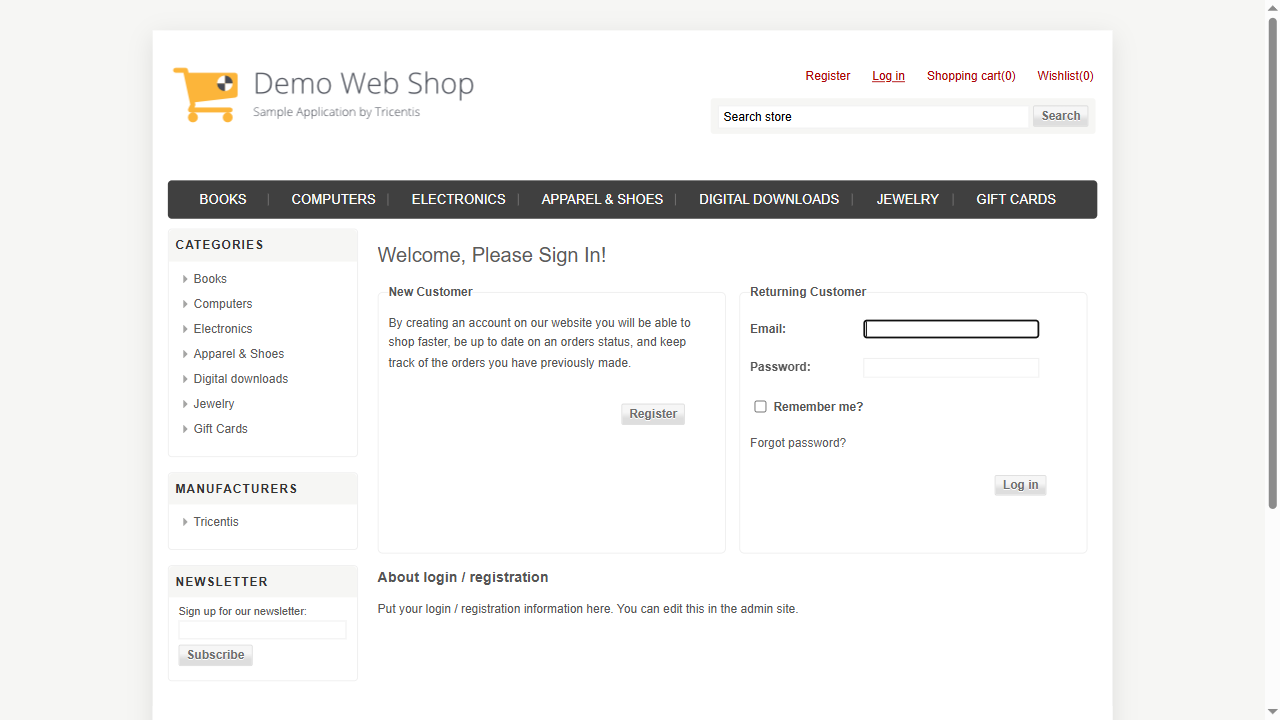 Demo Web Shop
Sample Application by Tricentis
Register
Log in
Shopping cart(0)
Wishlist(0)
Search store
Search
BOOKS
COMPUTERS
ELECTRONICS
APPAREL & SHOES
DIGITAL DOWNLOADS
JEWELRY
GIFT CARDS
CATEGORIES
Books
Computers
Electronics
Apparel & Shoes
Digital downloads
Jewelry
Gift Cards
MANUFACTURERS
Tricentis
NEWSLETTER
Sign up for our newsletter:
Subscribe
Welcome, Please Sign In!
New Customer
By creating an account on our website you will be able to
shop faster, be up to date on an orders status, and keep
track of the orders you have previously made.
Register
Returning Customer
Email:
Password:
Remember me?
Forgot password?
Log in
About login / registration
Put your login / registration information here. You can edit this in the admin site.